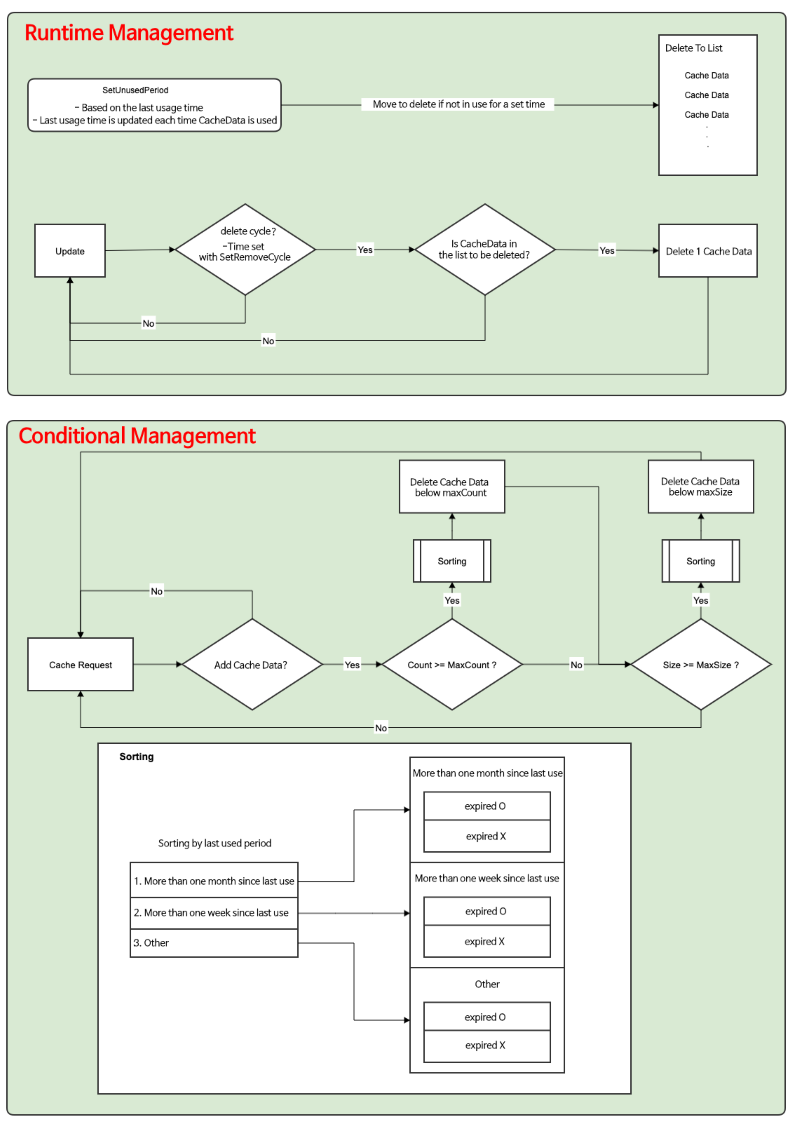 Runtime Management
Delete To List
Cache Data
Cache Data
Cache Data
.
.
.
SetUnusedPeriod
- Based on the last usage time
- Last usage time is updated each time CacheData is used
Move to delete if not in use for a set time
Update
delete cycle?
-Time set
with SetRemoveCycle
Yes
Is CacheData in
the list to be deleted?
Yes
Delete 1 Cache Data
No
No
Conditional Management
Delete Cache Data
below maxCount
Delete Cache Data
below maxSize
Sorting
Sorting
No
Yes
Yes
Cache Request
Add Cache Data?
Yes
Count >= MaxCount ?
No
Size >= MaxSize ?
No
Sorting
Sorting by last used period
1. More than one month since last use
2. More than one week since last use
3. Other
More than one month since last use
expired O
expired X
More than one week since last use
expired O
expired X
Other
expired O
expired X